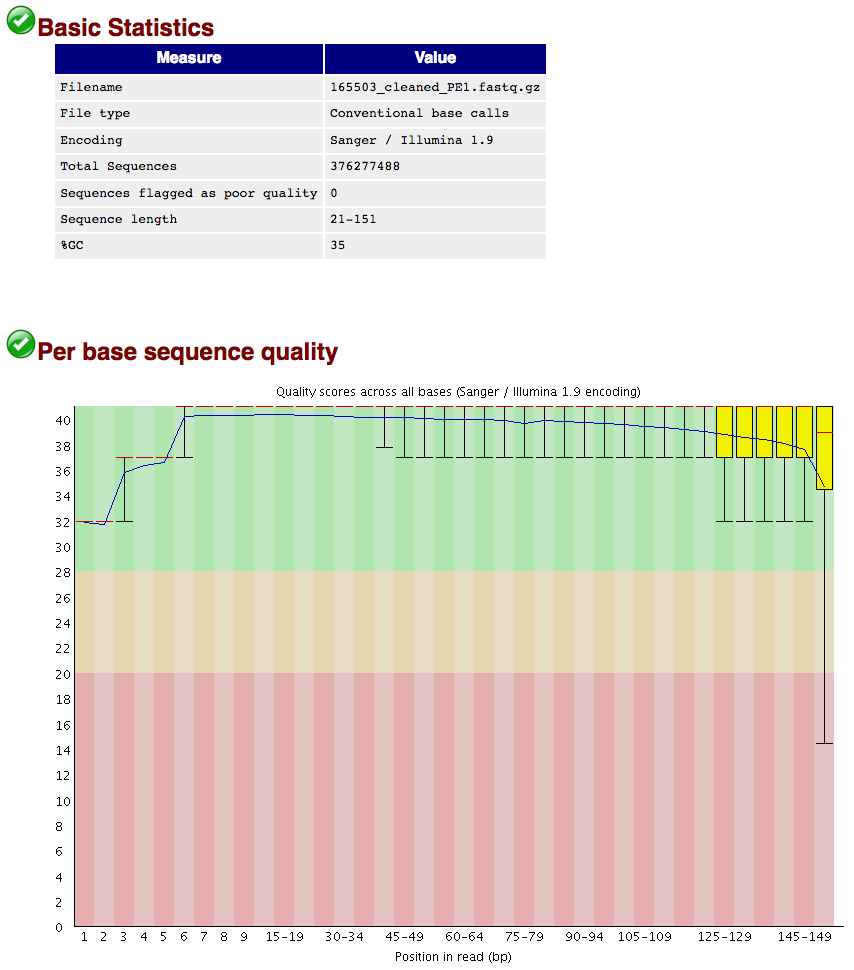 Basic Statistics
Measure Value
Filename 165503_cleaned_PE1.fastq.gz
File type Conventional base calls
Encoding Sanger / Illumina 1.9
Total Sequences 376277488
Sequences flagged as poor quality 0
Sequence length 21-151
%GC 35
Per base sequence quality
Quality scores across all bases (Sanger / Illumina 1.9 encoding)
40
38
36
34
32
30
28
26
24
22
20
18
16
14
12
10
8
6
4
2
0
1 2 3 4 5 6 7 8 9 15-19 30-34 45-49 60-64 75-79 90-94 105-109 125-129 145-149
Position in read (bp)